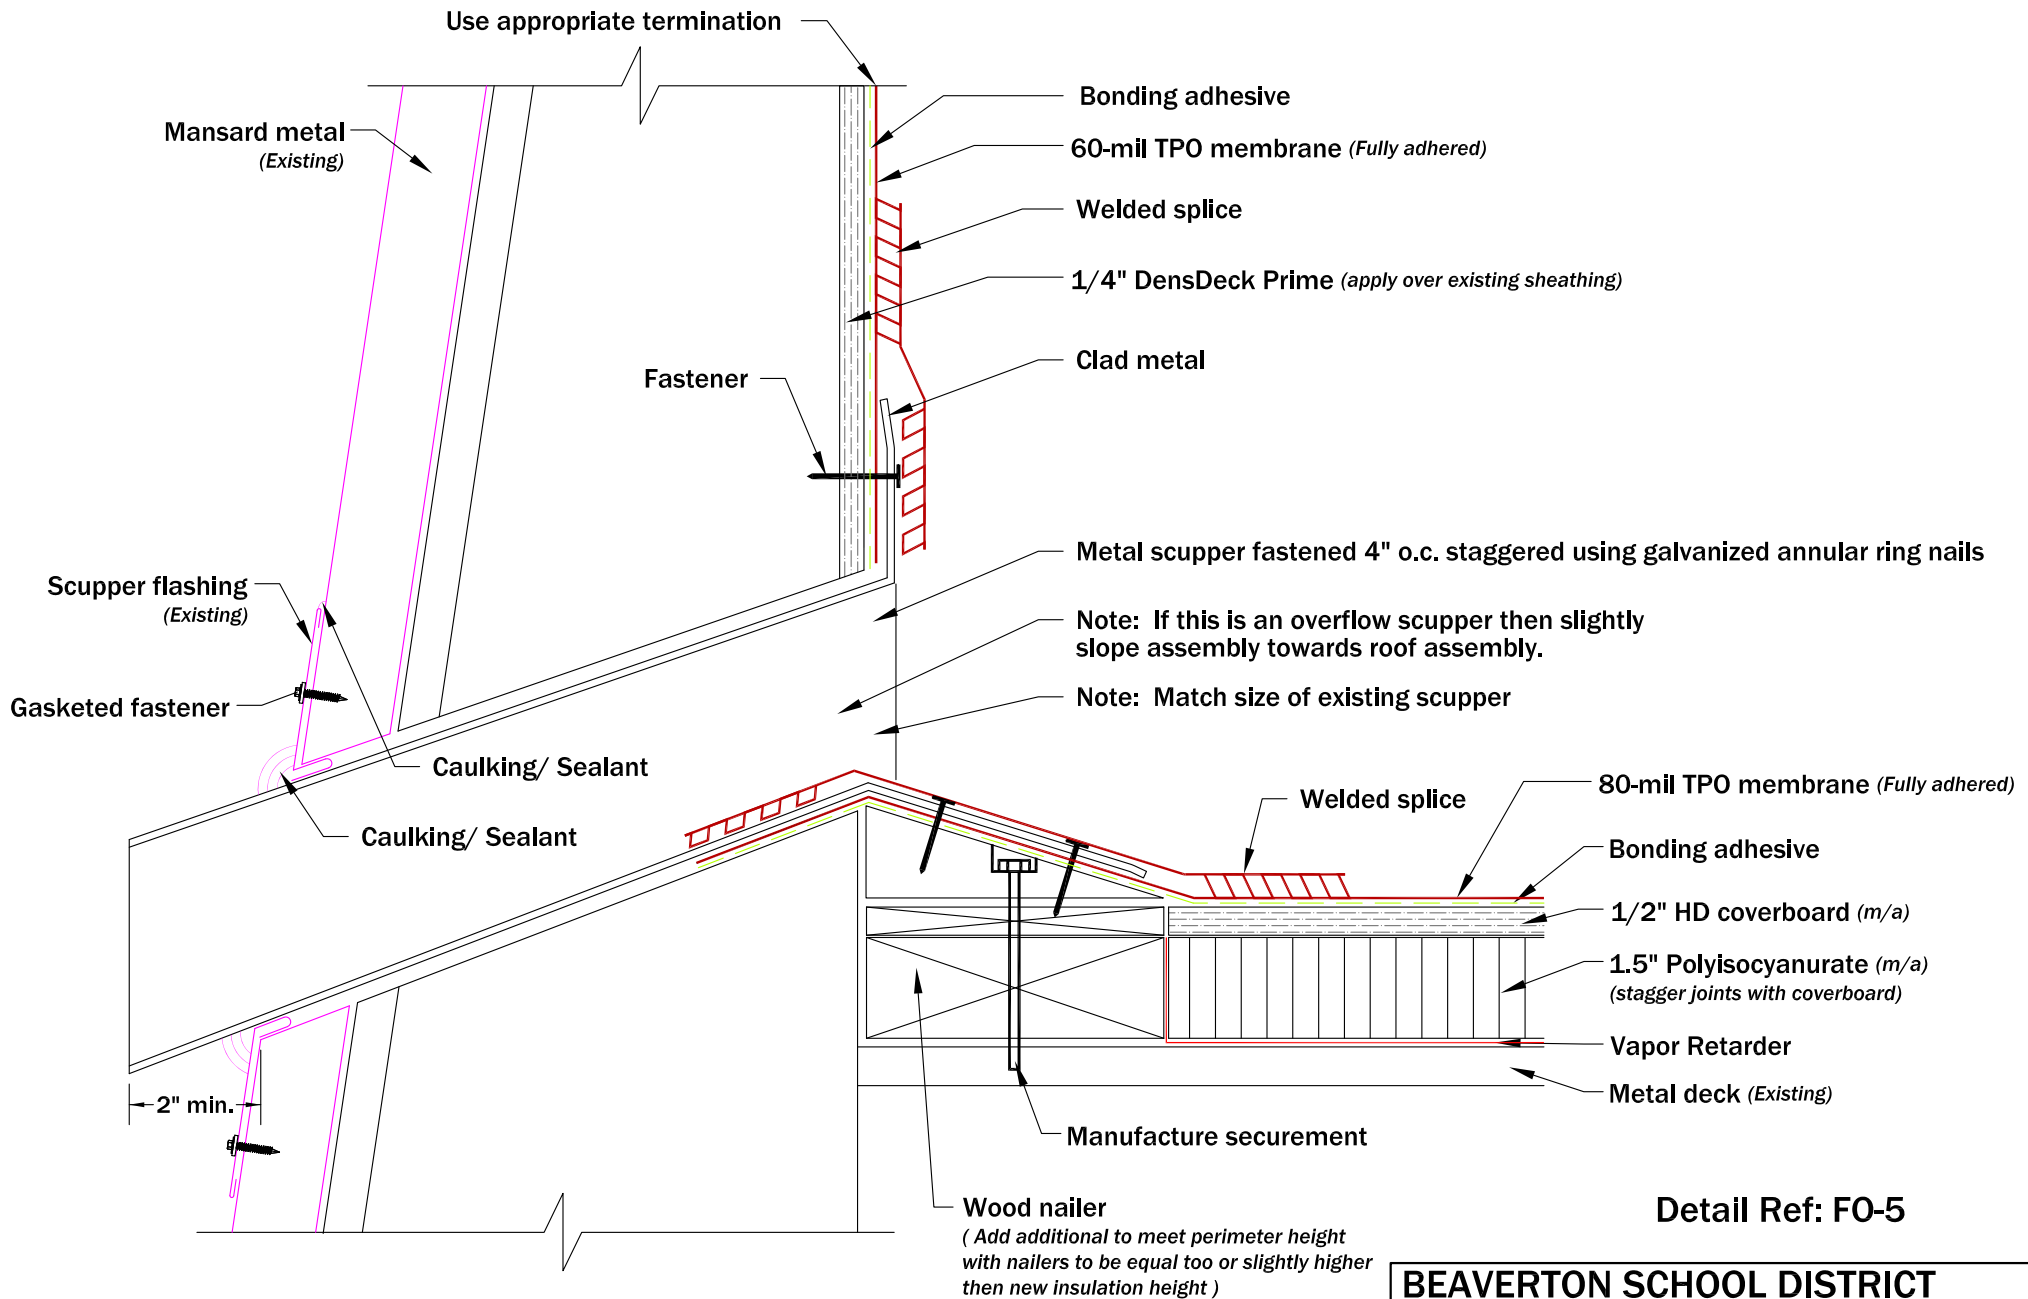 Use appropriate termination
Bonding adhesive
Mansard metal
(Existing)
60-mil TPO membrane (Fully adhered)
Welded splice
1/4" DensDeck Prime (apply over existing sheathing)
Clad metal
Fastener
Metal scupper fastened 4" o.c. staggered using galvanized annular ring nails
Scupper flashing
(Existing)
Note: If this is an overflow scupper then slightly
slope assembly towards roof assembly.
Gasketed fastener
Note: Match size of existing scupper
Caulking/ Sealant
Caulking/ Sealant
Welded splice
80-mil TPO membrane (Fully adhered)
Bonding adhesive
1/2" HD coverboard (m/a)
1.5" Polyisocyanurate (m/a)
(stagger joints with coverboard)
Vapor Retarder
Metal deck (Existing)
2" min.
Manufacture securement
Wood nailer
( Add additional to meet perimeter height
with nailers to be equal too or slightly higher
then new insulation height )
Detail Ref: FO-5
BEAVERTON SCHOOL DISTRICT